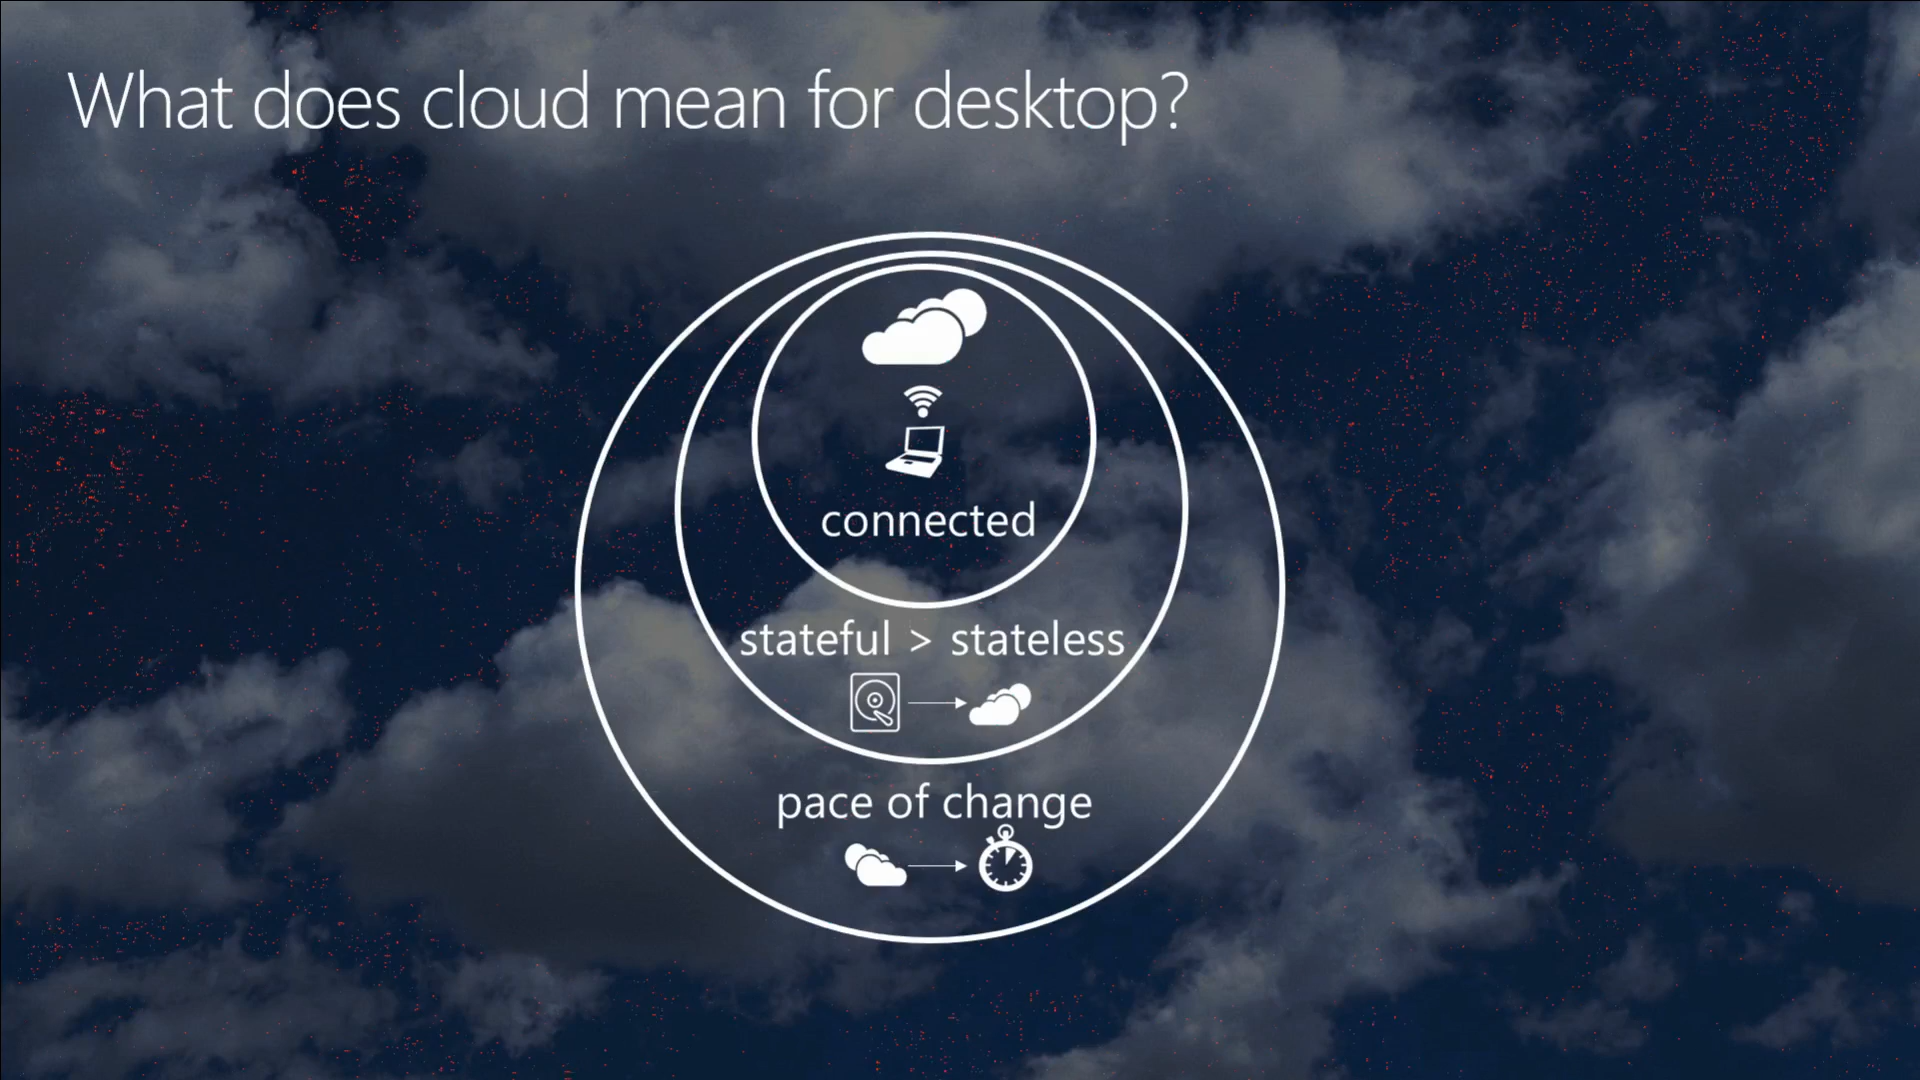 What does cloud mean for desktop?
connected
stateful > stateless
pace of change